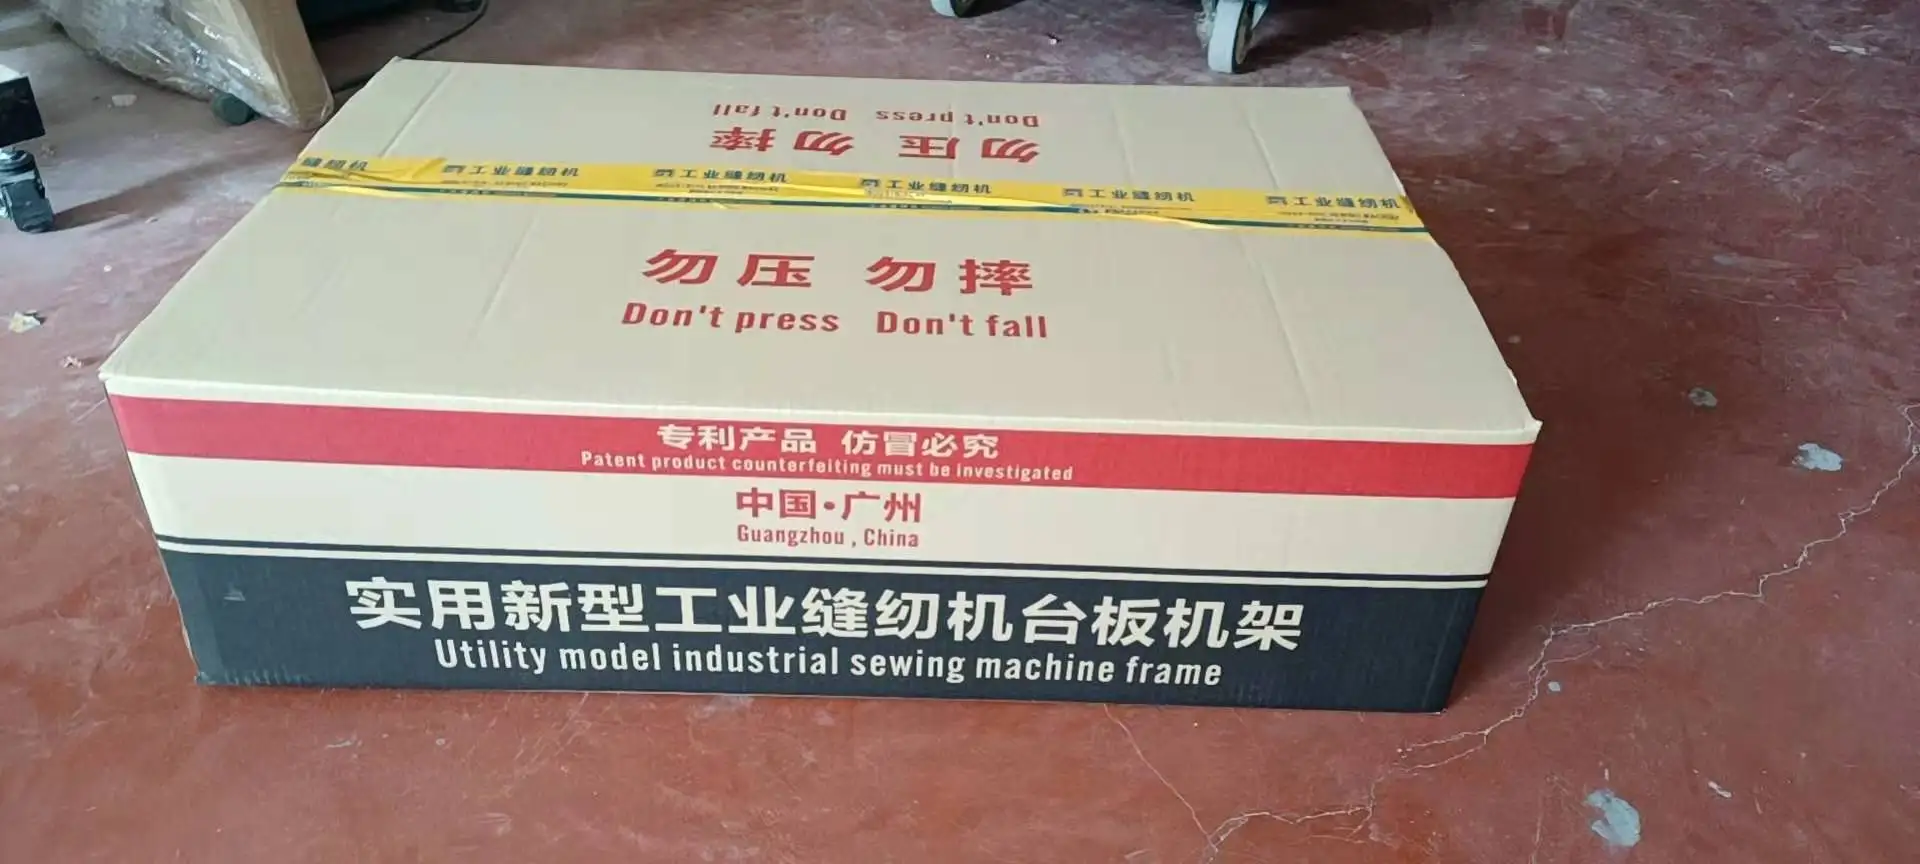 Don't press Don't fall
勿压 勿摔
工业缝纫机 工业缝纫机 工业缝纫机 工业缝纫机 工业缝纫机
勿压 勿摔
Don't press Don't fall
专利产品 仿冒必究
Patent product counterfeiting must be investigated
中国·广州
Guangzhou, China
实用新型工业缝纫机台板机架
Utility model industrial sewing machine frame